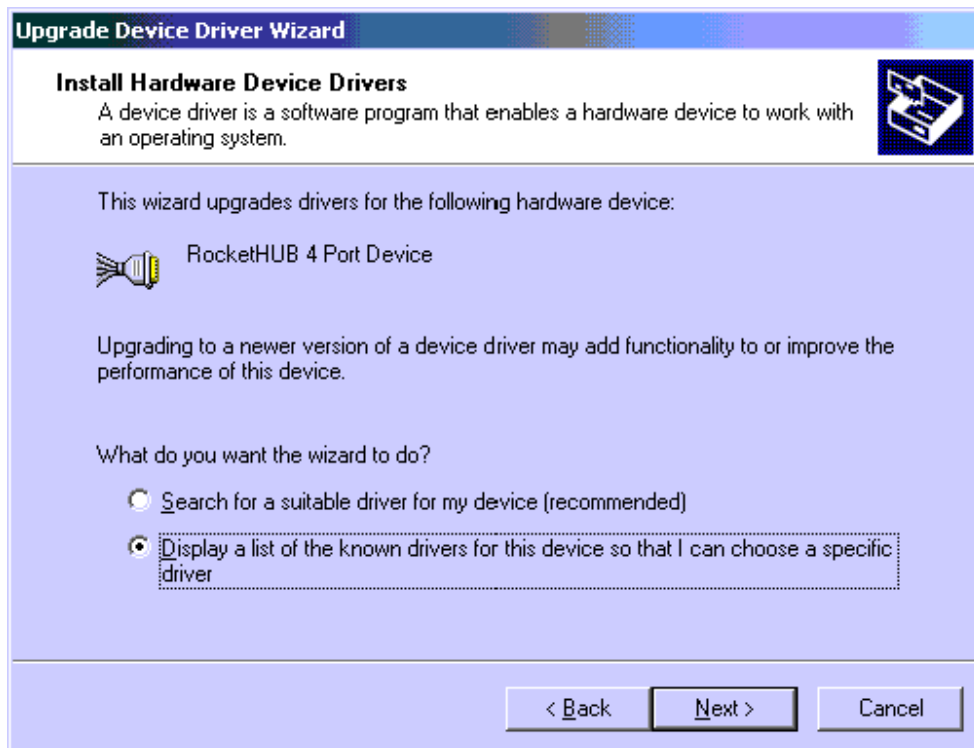 Upgrade Device Driver Wizard
Install Hardware Device Drivers
A device driver is a software program that enables a hardware device to work with
an operating system.
This wizard upgrades drivers for the following hardware device:
RocketHUB 4 Port Device
Upgrading to a newer version of a device driver may add functionality to or improve the
performance of this device.
What do you want the wizard to do?
Search for a suitable driver for my device (recommended)
Display a list of the known drivers for this device so that I can choose a specific
driver
< Back
Next >
Cancel